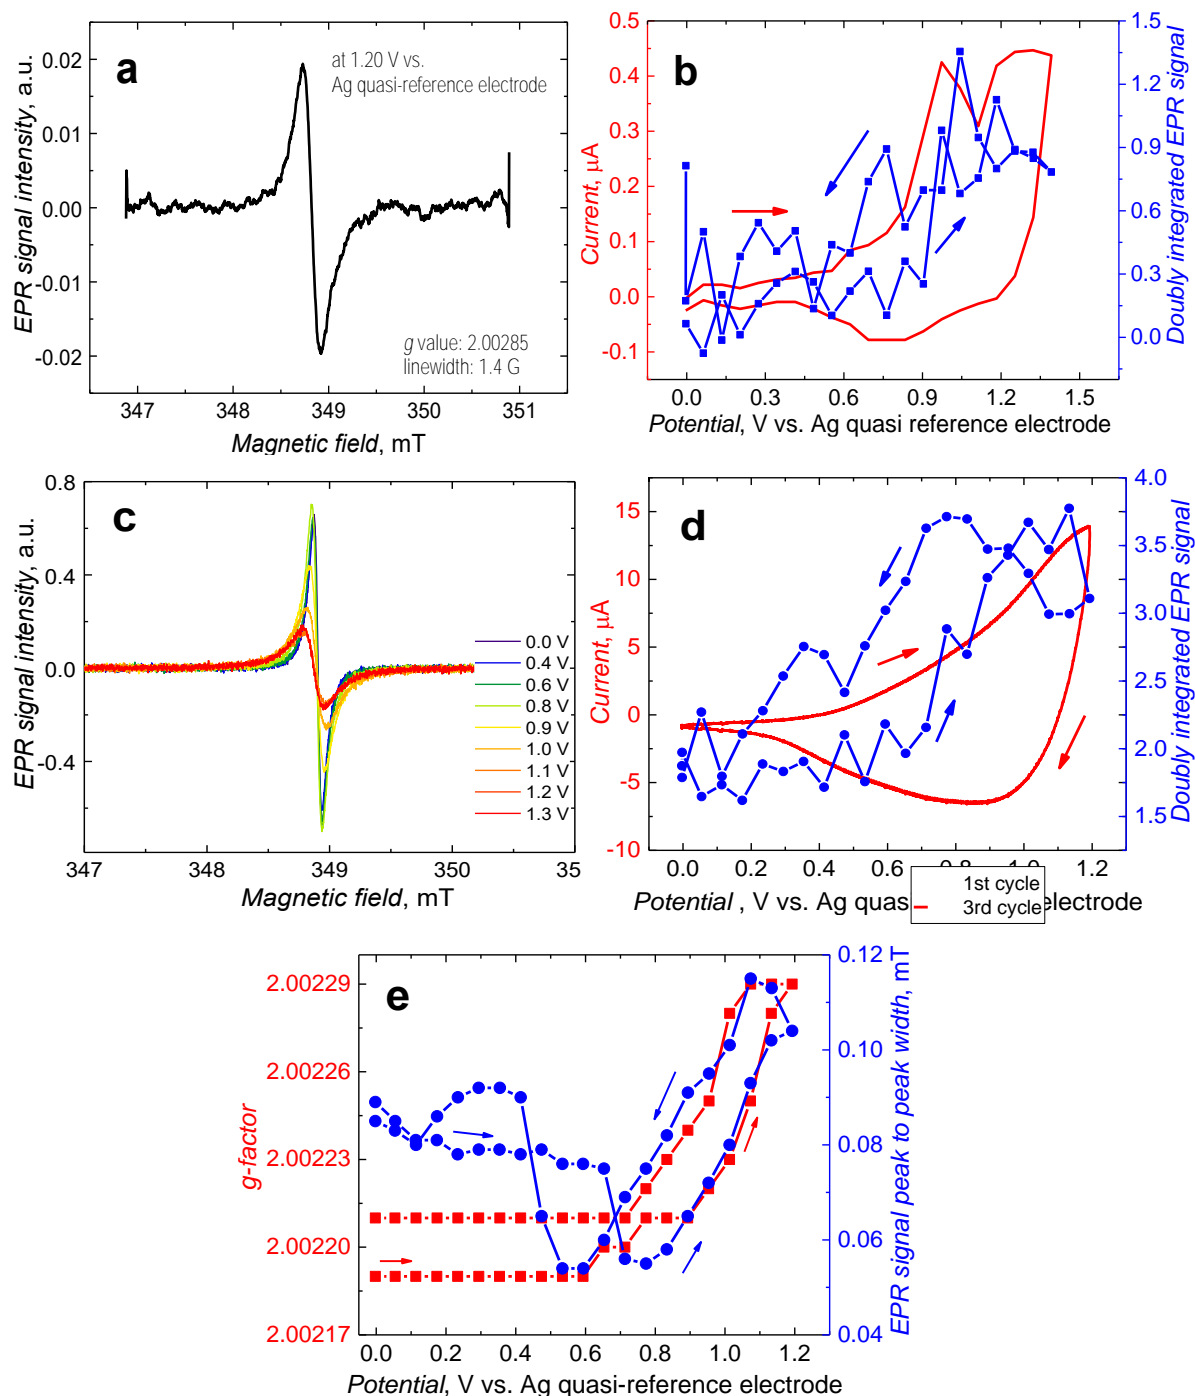 a
at 1.20 V vs.
Ag quasi-reference electrode
g value: 2.00285
linewidth: 1.4 G
EPR signal intensity, a.u.
0.02
0.01
0.00
-0.01
-0.02
347 348 349 350 351
Magnetic field, mT
b
Current, µA
0.5
0.4
0.3
0.2
0.1
0.0
-0.1
0.0 0.3 0.6 0.9 1.2 1.5
Potential, V vs. Ag quasi reference electrode
1.5
1.2
0.9
0.6
0.3
0.0
Doubly integrated EPR signal
c
EPR signal intensity, a.u.
0.8
0.4
0.0
-0.4
347 348 349 350 35
Magnetic field, mT
0.0 V
0.4 V
0.6 V
0.8 V
0.9 V
1.0 V
1.1 V
1.2 V
1.3 V
d
Current, µA
15
10
5
0
-5
-10
0.0 0.2 0.4 0.6 0.8 1.0 1.2
Potential , V vs. Ag quas electrode
1st cycle
3rd cycle
4.0
3.5
3.0
2.5
2.0
1.5
Doubly integrated EPR signal
e
g-factor
2.00229
2.00226
2.00223
2.00220
2.00217
0.0 0.2 0.4 0.6 0.8 1.0 1.2
Potential, V vs. Ag quasi-reference electrode
0.12
0.10
0.08
0.06
0.04
EPR signal peak to peak width, mT